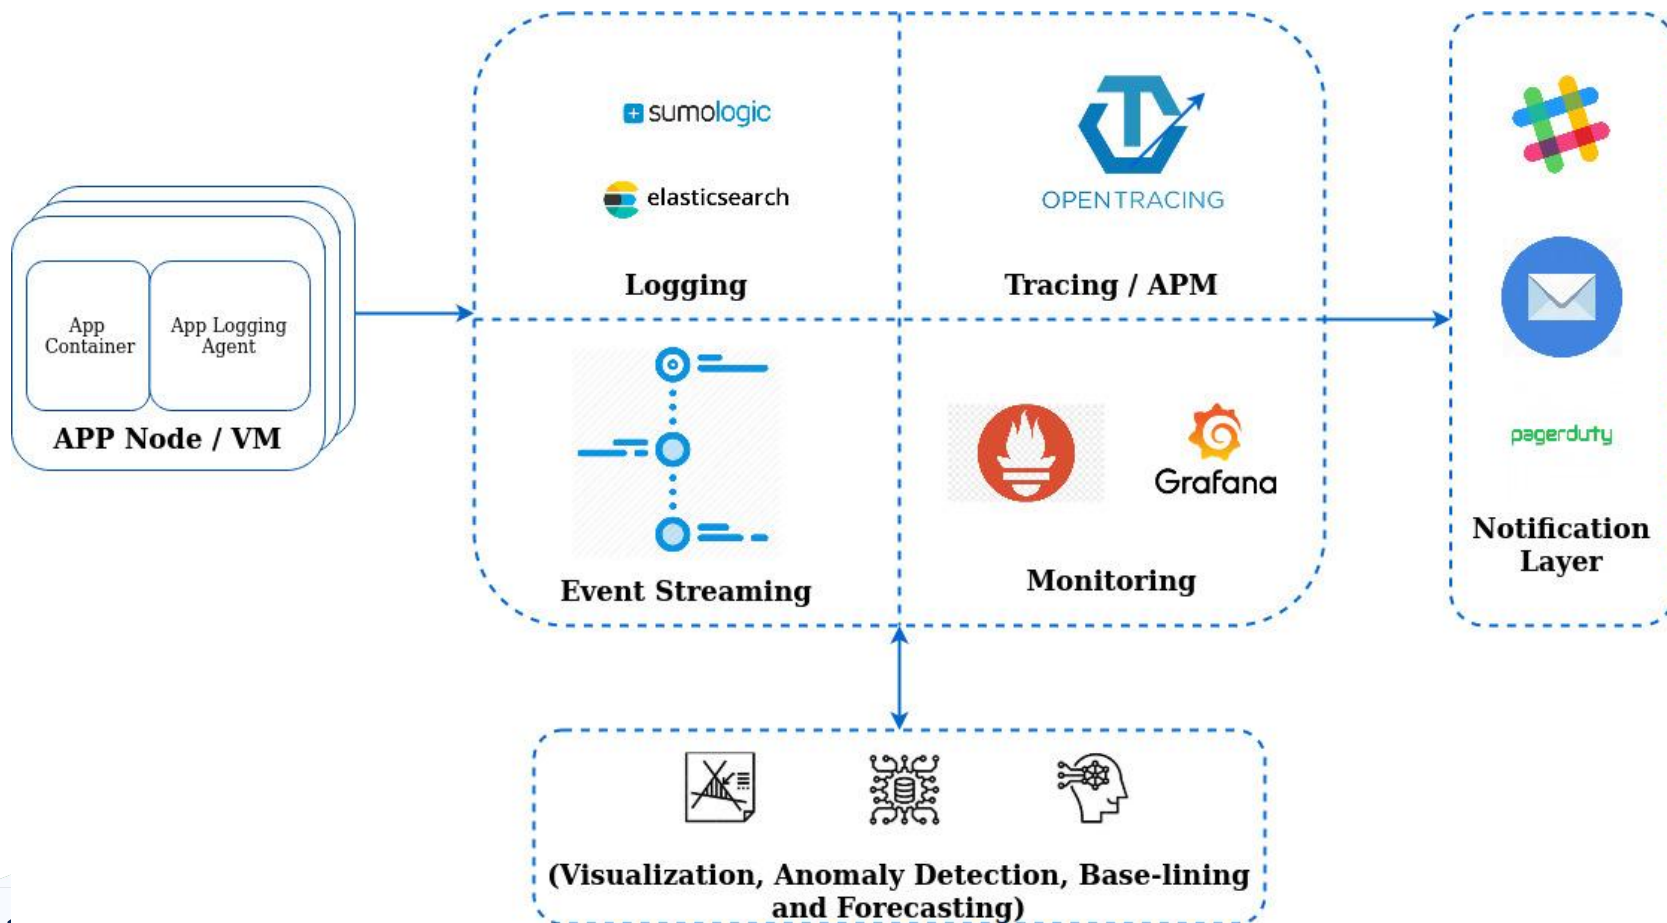 sumologic
elasticsearch
Logging
OPENTRACING
Tracing / APM
App
Container
App Logging
Agent
APP Node / VM
Event Streaming
Grafana
Monitoring
pagerduty
Notification
Layer
(Visualization, Anomaly Detection, Base-lining
and Forecasting)